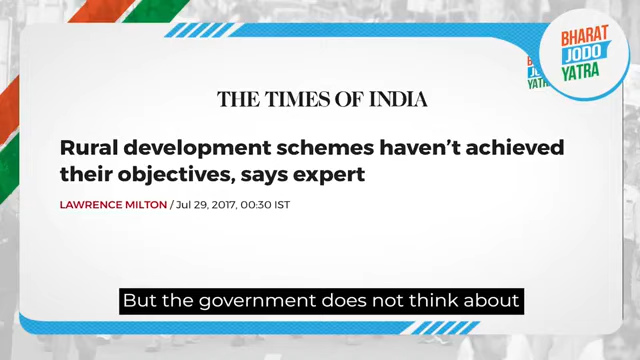 BHARAT
JODO
YATRA
THE TIMES OF INDIA
Rural development schemes haven't achieved
their objectives, says expert
LAWRENCE MILTON / Jul 29, 2017, 00:30 IST
But the government does not think about